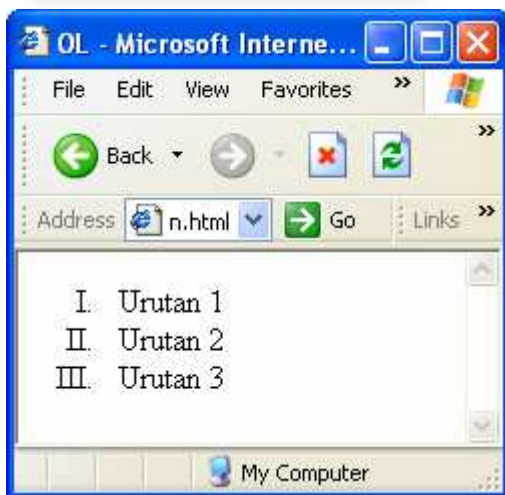 OL - Microsoft Interne...
File Edit View Favorites »
Back »
Address n.html Go Links »
I. Urutan 1
II. Urutan 2
III. Urutan 3
My Computer